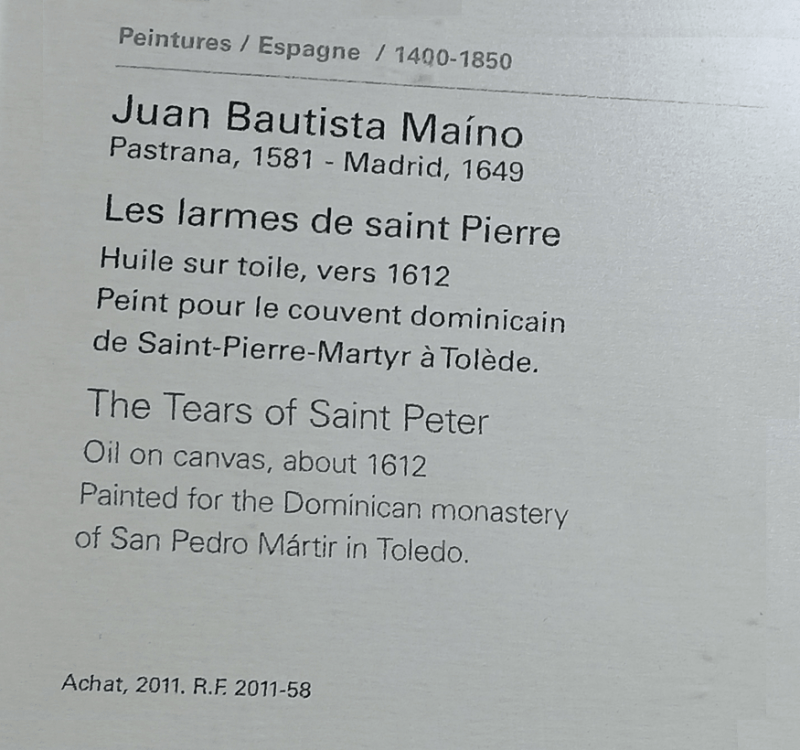 Peintures / Espagne / 1400-1850
Juan Bautista Maíno
Pastrana, 1581 - Madrid, 1649
Les larmes de saint Pierre
Huile sur toile, vers 1612
Peint pour le couvent dominicain
de Saint-Pierre-Martyr à Tolède.
The Tears of Saint Peter
Oil on canvas, about 1612
Painted for the Dominican monastery
of San Pedro Mártir in Toledo.
Achat, 2011. R.F. 2011-58